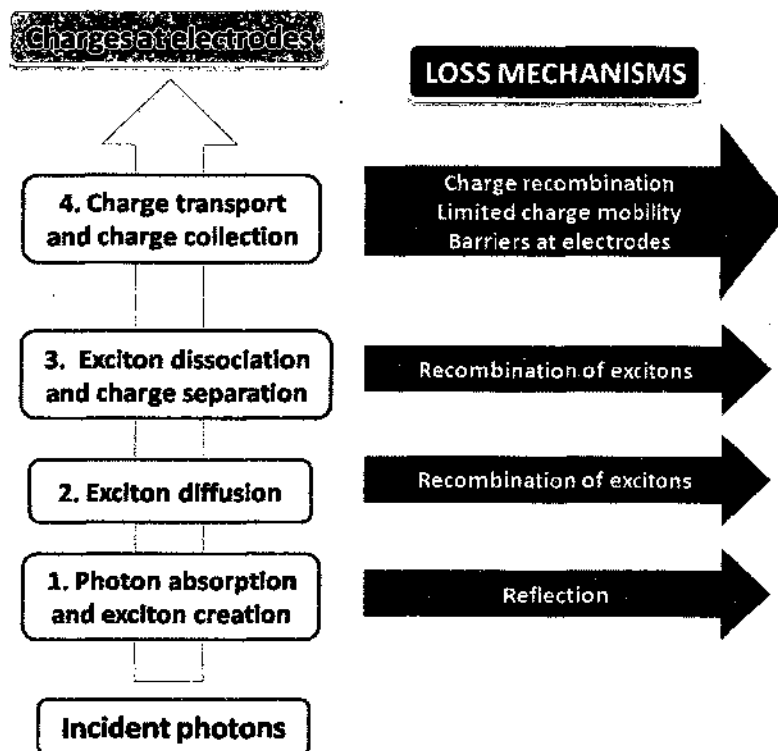 Charges at electrodes
LOSS MECHANISMS
4. Charge transport
and charge collection
Charge recombination
Limited charge mobility
Barriers at electrodes
3. Exciton dissociation
and charge separation
Recombination of excitons
2. Exciton diffusion
Recombination of excitons
1. Photon absorption
and exciton creation
Reflection
Incident photons